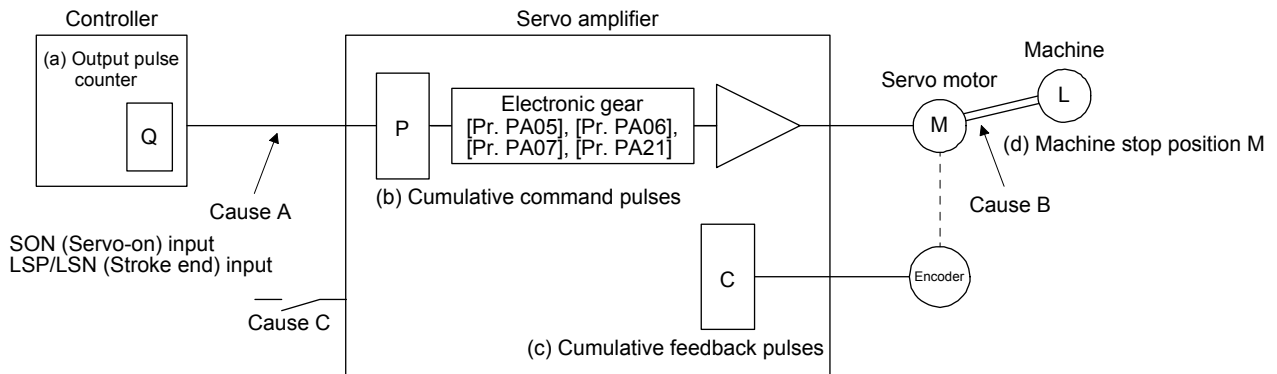 Controller
(a) Output pulse
counter
Q
Cause A
SON (Servo-on) input
LSP/LSN (Stroke end) input
Cause C
Servo amplifier
P
Electronic gear
[Pr. PA05], [Pr. PA06],
[Pr. PA07], [Pr. PA21]
(b) Cumulative command pulses
C
(c) Cumulative feedback pulses
Servo motor
M
Machine
L
(d) Machine stop position M
Cause B
Encoder